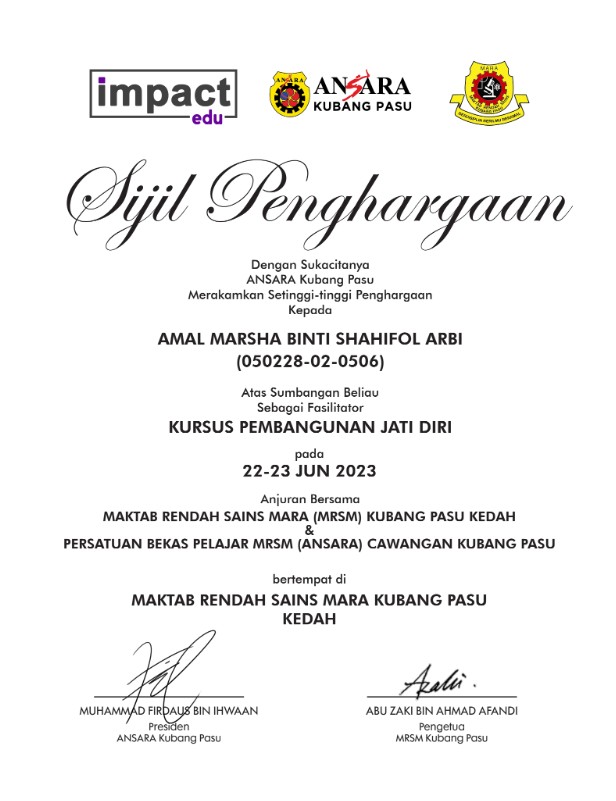 impact
edu
ANSARA
ANSARA
KUBANG PASU
MARA
Sijil Penghargaan
Dengan Sukacitanya
ANSARA Kubang Pasu
Merakamkan Setinggi-tinggi Penghargaan
Kepada
AMAL MARSHA BINTI SHAHIFOL ARBI
(050228-02-0506)
Atas Sumbangan Beliau
Sebagai Fasilitator
KURSUS PEMBANGUNAN JATI DIRI
pada
22-23 JUN 2023
Anjuran Bersama
MAKTAB RENDAH SAINS MARA (MRSM) KUBANG PASU KEDAH
&
PERSATUAN BEKAS PELAJAR MRSM (ANSARA) CAWANGAN KUBANG PASU
bertempat di
MAKTAB RENDAH SAINS MARA KUBANG PASU
KEDAH
MUHAMMAD FIRDAUS BIN IHWAAN
Presiden
ANSARA Kubang Pasu
ABU ZAKI BIN AHMAD AFANDI
Pengetua
MRSM Kubang Pasu